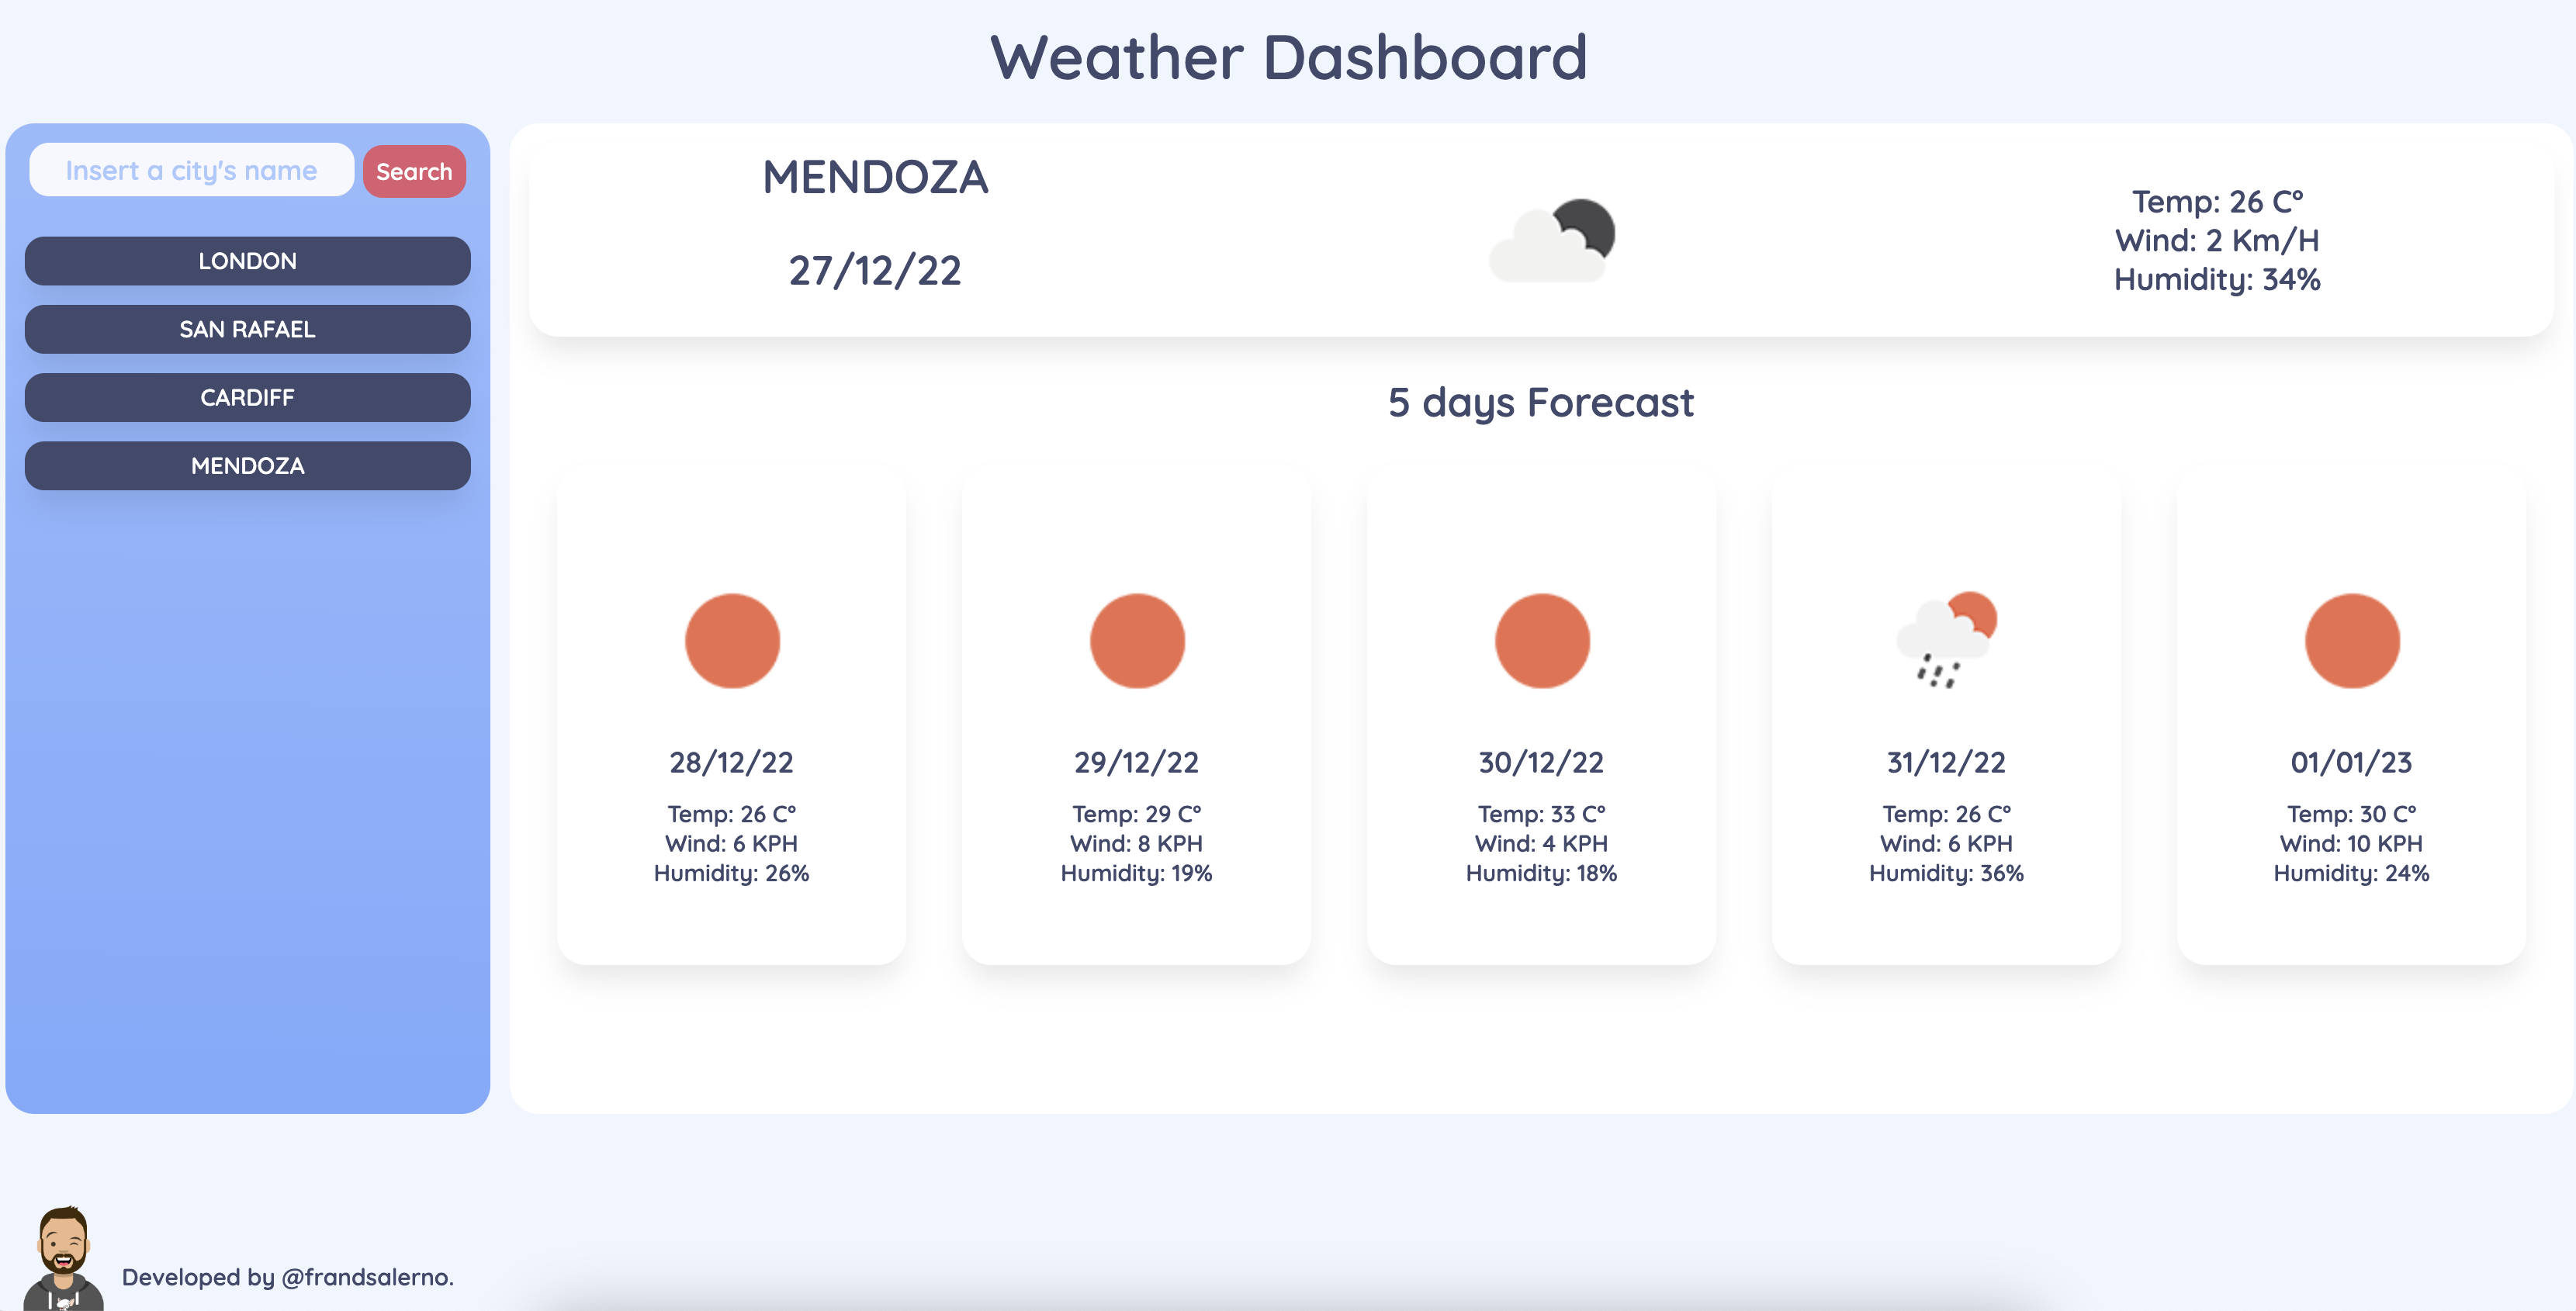 Weather Dashboard
Insert a city's name
Search
LONDON
SAN RAFAEL
CARDIFF
MENDOZA
MENDOZA
27/12/22
Temp: 26 C°
Wind: 2 Km/H
Humidity: 34%
5 days Forecast
28/12/22
Temp: 26 C°
Wind: 6 KPH
Humidity: 26%
29/12/22
Temp: 29 C°
Wind: 8 KPH
Humidity: 19%
30/12/22
Temp: 33 C°
Wind: 4 KPH
Humidity: 18%
31/12/22
Temp: 26 C°
Wind: 6 KPH
Humidity: 36%
01/01/23
Temp: 30 C°
Wind: 10 KPH
Humidity: 24%
Developed by @frandsalerno.